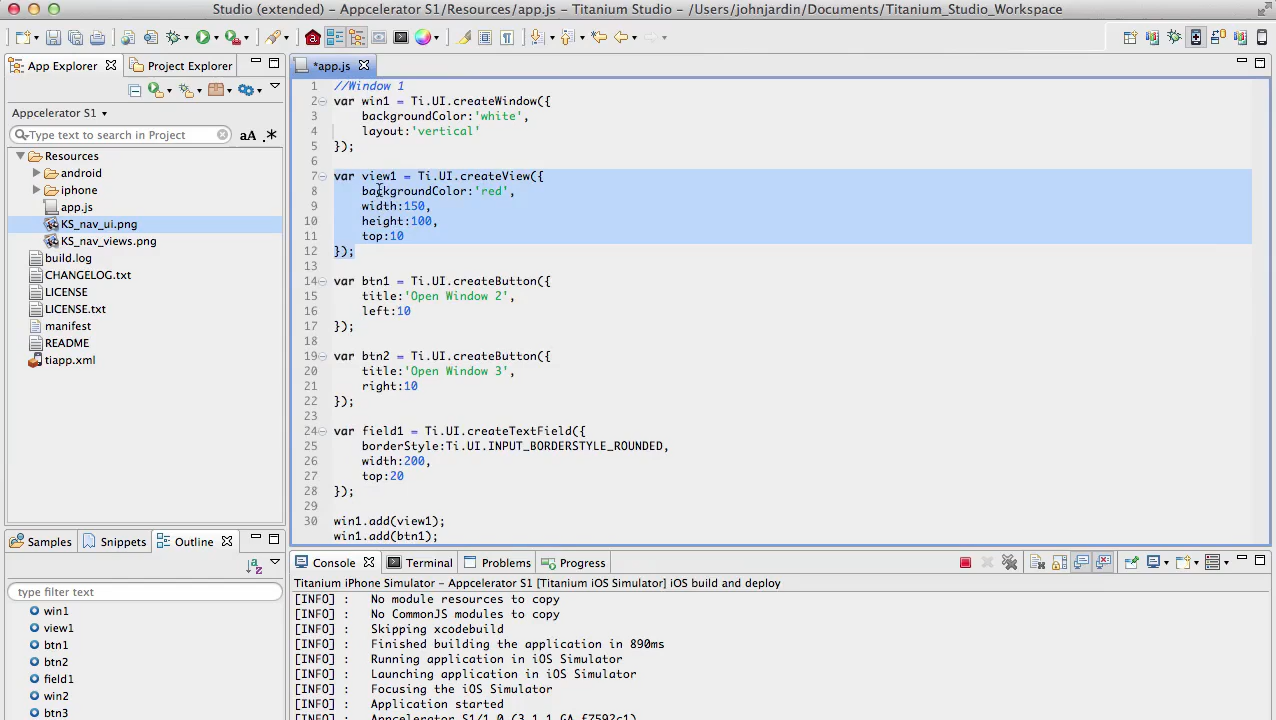 Studio (extended) – Appcelerator S1/Resources/app.js – Titanium Studio – /Users/johnjardin/Documents/Titanium_Studio_Workspace
App Explorer
Project Explorer
Appcelerator S1
Type text to search in Project
aA .*
Resources
android
iphone
app.js
KS_nav_ui.png
KS_nav_views.png
build.log
CHANGELOG.txt
LICENSE
LICENSE.txt
manifest
README
tiapp.xml
Samples
Snippets
Outline
type filter text
win1
view1
btn1
btn2
field1
win2
btn3
*app.js
1 //Window 1
2 var win1 = Ti.UI.createWindow({
3 backgroundColor:'white',
4 layout:'vertical'
5 });
6
7 var view1 = Ti.UI.createView({
8 backgroundColor:'red',
9 width:150,
10 height:100,
11 top:10
12 });
13
14 var btn1 = Ti.UI.createButton({
15 title:'Open Window 2',
16 left:10
17 });
18
19 var btn2 = Ti.UI.createButton({
20 title:'Open Window 3',
21 right:10
22 });
23
24 var field1 = Ti.UI.createTextField({
25 borderStyle:Ti.UI.INPUT_BORDERSTYLE_ROUNDED,
26 width:200,
27 top:20
28 });
29
30 win1.add(view1);
win1.add(btn1);
Console
Terminal
Problems
Progress
Titanium iPhone Simulator – Appcelerator S1 [Titanium iOS Simulator] iOS build and deploy
[INFO] : No module resources to copy
[INFO] : No CommonJS modules to copy
[INFO] : Skipping xcodebuild
[INFO] : Finished building the application in 890ms
[INFO] : Running application in iOS Simulator
[INFO] : Launching application in iOS Simulator
[INFO] : Focusing the iOS Simulator
[INFO] : Application started
[INFO] : Appcelerator S1/1.0 (3.1.1.GA.f7592c1)